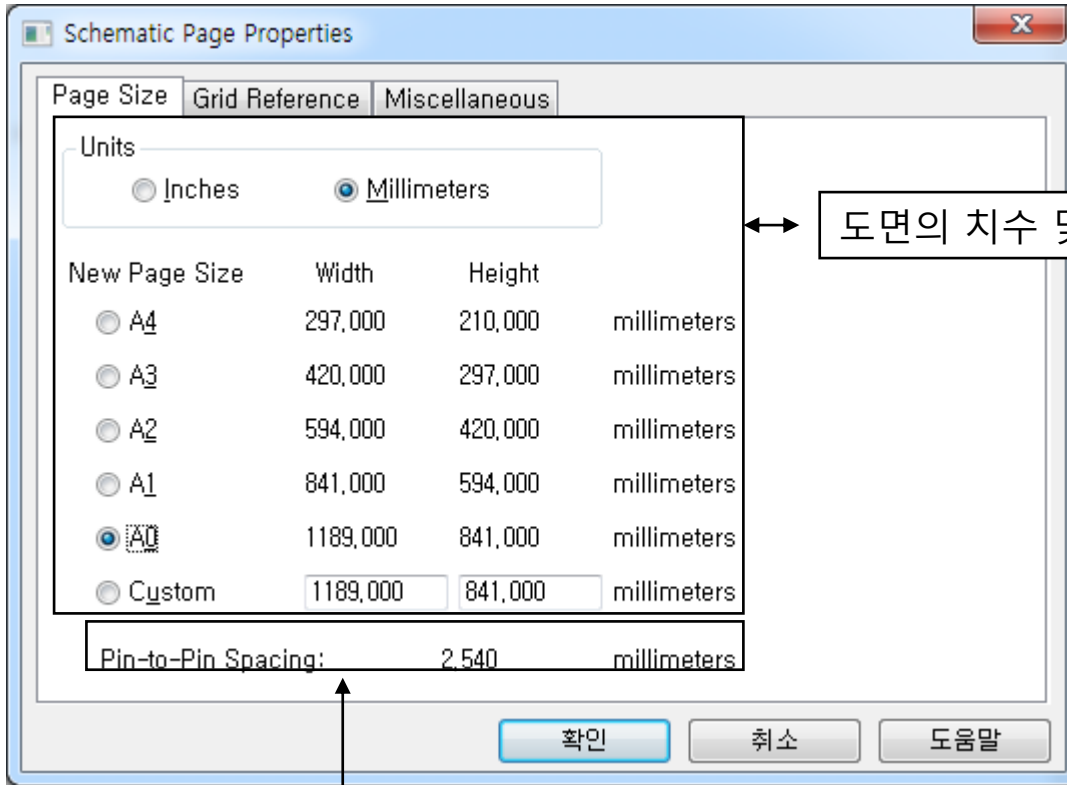 Schematic Page Properties
Page Size Grid Reference Miscellaneous
Units
Inches Millimeters
도면의 치수 및
New Page Size Width Height
A4 297,000 210,000 millimeters
A3 420,000 297,000 millimeters
A2 594,000 420,000 millimeters
A1 841,000 594,000 millimeters
A0 1189,000 841,000 millimeters
Custom 1189,000 841,000 millimeters
Pin-to-Pin Spacing: 2,540 millimeters
확인 취소 도움말